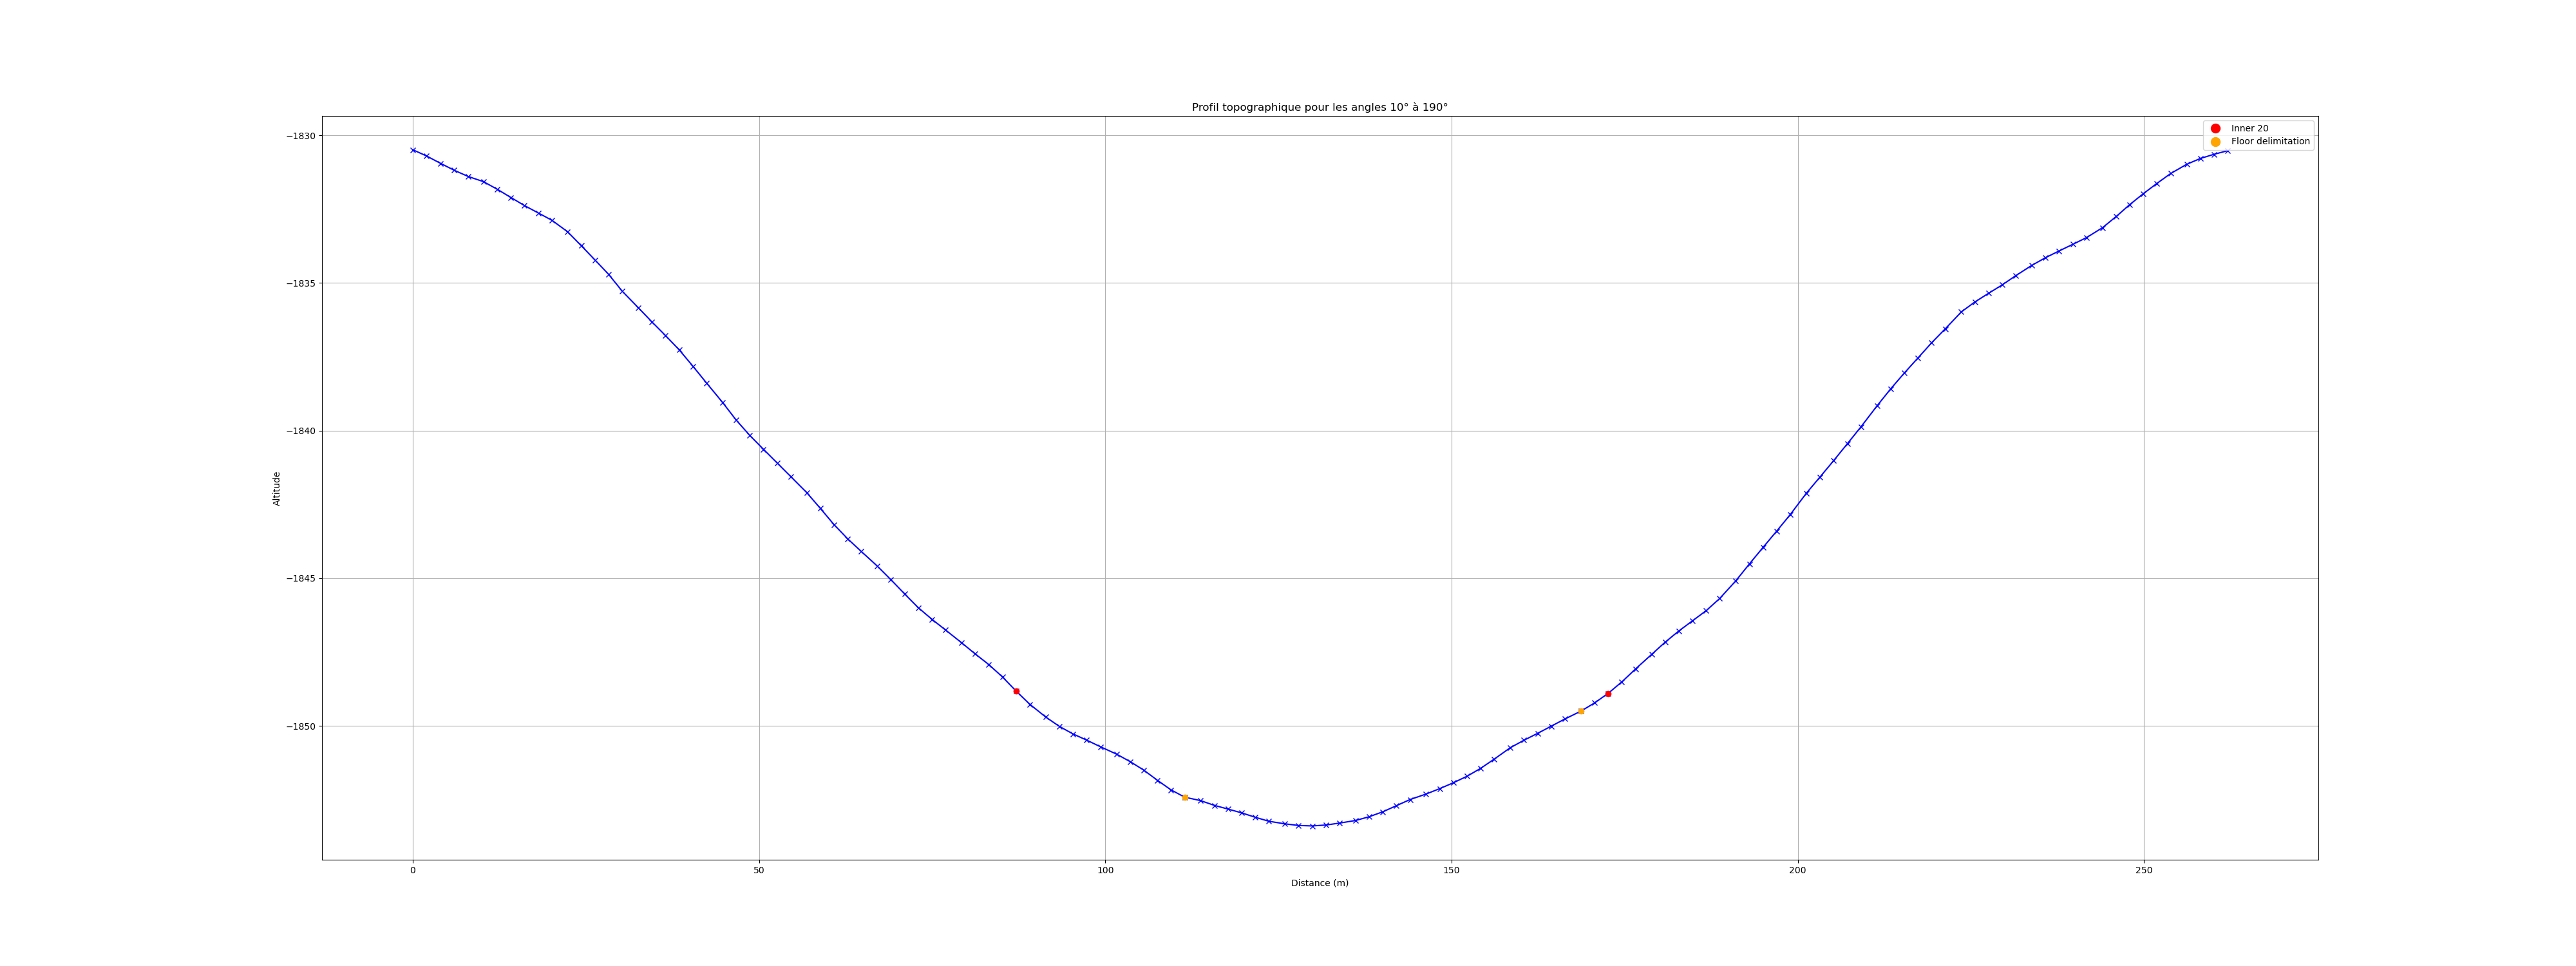 Profil topographique pour les angles 10° à 190°
Inner 20
Floor delimitation
−1830
−1835
−1840
−1845
−1850
Altitude
0 50 100 150 200 250
Distance (m)